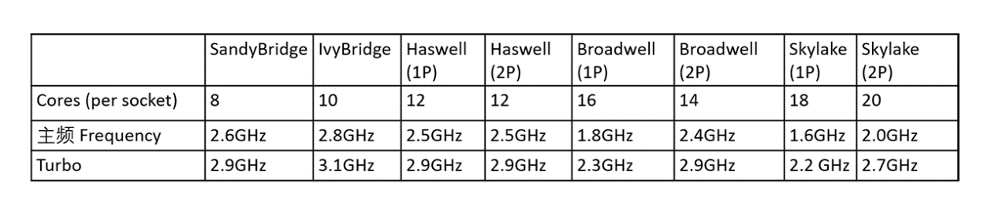 SandyBridge IvyBridge Haswell (1P) Haswell (2P) Broadwell (1P) Broadwell (2P) Skylake (1P) Skylake (2P)
Cores (per socket) 8 10 12 12 16 14 18 20
主频 Frequency 2.6GHz 2.8GHz 2.5GHz 2.5GHz 1.8GHz 2.4GHz 1.6GHz 2.0GHz
Turbo 2.9GHz 3.1GHz 2.9GHz 2.9GHz 2.3GHz 2.9GHz 2.2 GHz 2.7GHz